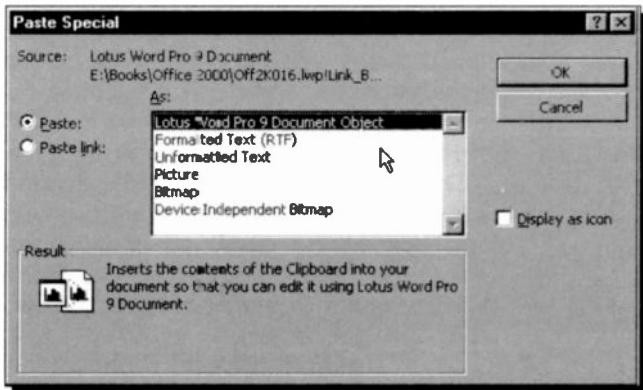 Paste Special
Source: Lotus Word Pro 9 Document
E:\Books\Office 2000\Off2K016.lwp!Link_B...
As:
Paste:
Paste link:
Lotus Word Pro 9 Document Object
Formatted Text (RTF)
Unformatted Text
Picture
Bitmap
Device Independent Bitmap
OK
Cancel
Display as icon
Result
Inserts the contents of the Clipboard into your
document so that you can edit it using Lotus Word Pro
9 Document.